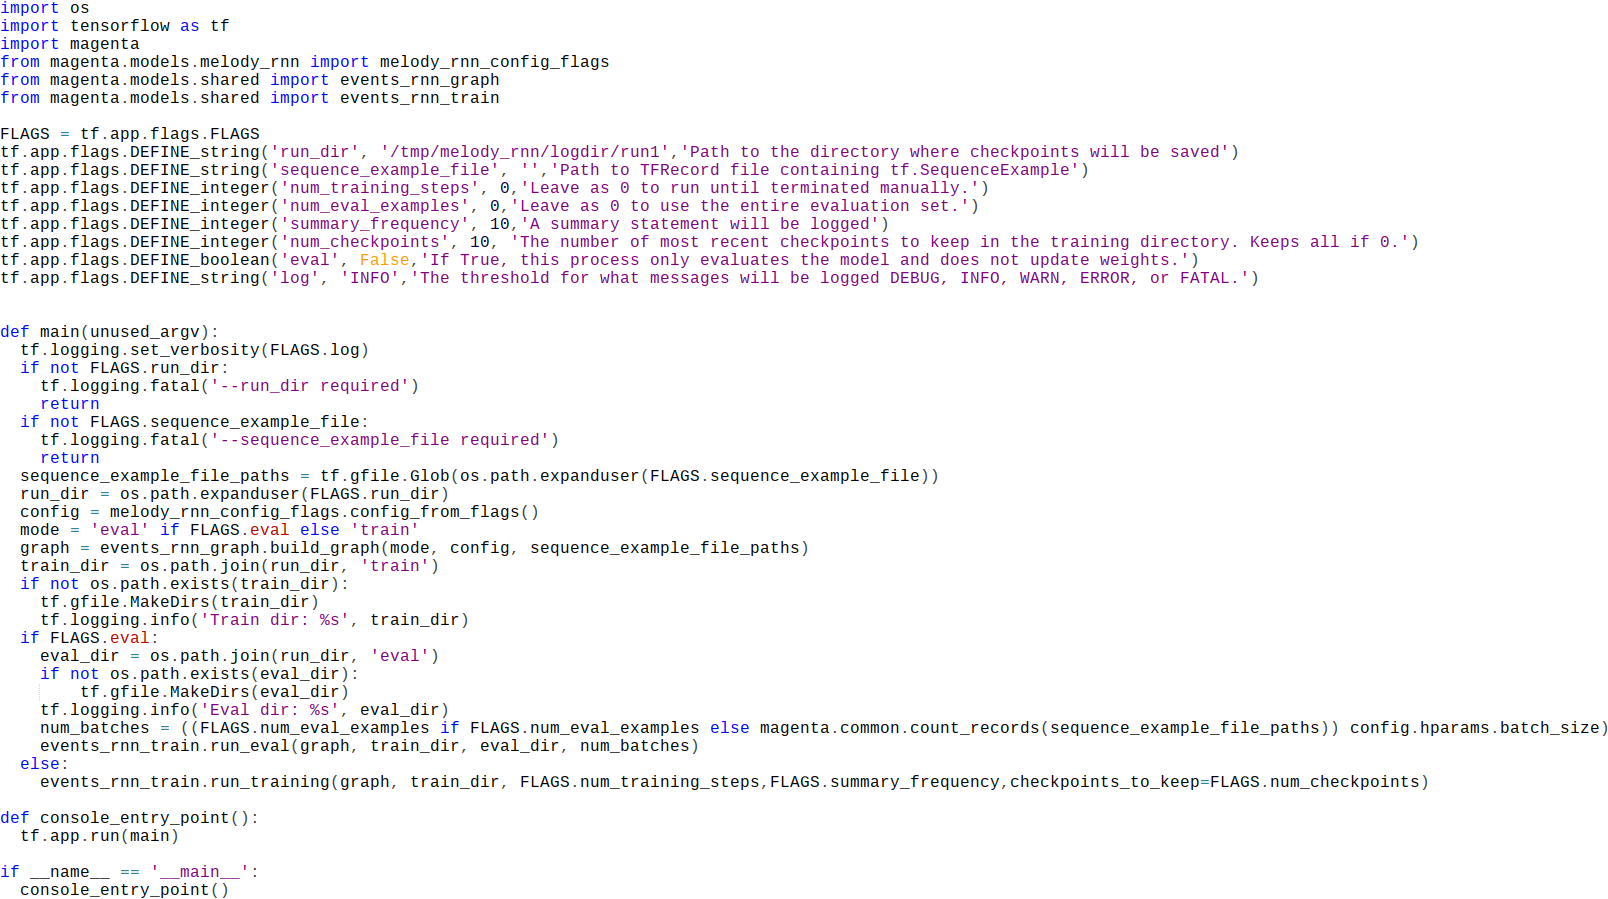 import os
import tensorflow as tf
import magenta
from magenta.models.melody_rnn import melody_rnn_config_flags
from magenta.models.shared import events_rnn_graph
from magenta.models.shared import events_rnn_train

FLAGS = tf.app.flags.FLAGS
tf.app.flags.DEFINE_string('run_dir', '/tmp/melody_rnn/logdir/run1','Path to the directory where checkpoints will be saved')
tf.app.flags.DEFINE_string('sequence_example_file', '','Path to TFRecord file containing tf.SequenceExample')
tf.app.flags.DEFINE_integer('num_training_steps', 0,'Leave as 0 to run until terminated manually.')
tf.app.flags.DEFINE_integer('num_eval_examples', 0,'Leave as 0 to use the entire evaluation set.')
tf.app.flags.DEFINE_integer('summary_frequency', 10,'A summary statement will be logged')
tf.app.flags.DEFINE_integer('num_checkpoints', 10, 'The number of most recent checkpoints to keep in the training directory. Keeps all if 0.')
tf.app.flags.DEFINE_boolean('eval', False,'If True, this process only evaluates the model and does not update weights.')
tf.app.flags.DEFINE_string('log', 'INFO','The threshold for what messages will be logged DEBUG, INFO, WARN, ERROR, or FATAL.')


def main(unused_argv):
  tf.logging.set_verbosity(FLAGS.log)
  if not FLAGS.run_dir:
    tf.logging.fatal('--run_dir required')
    return
  if not FLAGS.sequence_example_file:
    tf.logging.fatal('--sequence_example_file required')
    return
  sequence_example_file_paths = tf.gfile.Glob(os.path.expanduser(FLAGS.sequence_example_file))
  run_dir = os.path.expanduser(FLAGS.run_dir)
  config = melody_rnn_config_flags.config_from_flags()
  mode = 'eval' if FLAGS.eval else 'train'
  graph = events_rnn_graph.build_graph(mode, config, sequence_example_file_paths)
  train_dir = os.path.join(run_dir, 'train')
  if not os.path.exists(train_dir):
    tf.gfile.MakeDirs(train_dir)
    tf.logging.info('Train dir: %s', train_dir)
  if FLAGS.eval:
    eval_dir = os.path.join(run_dir, 'eval')
    if not os.path.exists(eval_dir):
        tf.gfile.MakeDirs(eval_dir)
    tf.logging.info('Eval dir: %s', eval_dir)
    num_batches = ((FLAGS.num_eval_examples if FLAGS.num_eval_examples else magenta.common.count_records(sequence_example_file_paths)) config.hparams.batch_size)
    events_rnn_train.run_eval(graph, train_dir, eval_dir, num_batches)
  else:
    events_rnn_train.run_training(graph, train_dir, FLAGS.num_training_steps,FLAGS.summary_frequency,checkpoints_to_keep=FLAGS.num_checkpoints)

def console_entry_point():
  tf.app.run(main)

if __name__ == '__main__':
  console_entry_point()